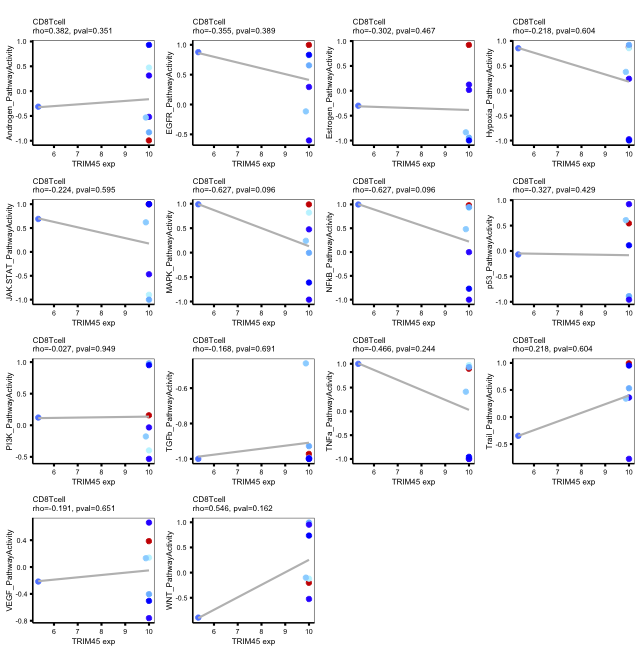 CD8Tcell
rho=0.382, pval=0.351
Androgen_PathwayActivity
1.0
0.5
0.0
-0.5
-1.0
6 7 8 9 10
TRIM45 exp
CD8Tcell
rho=-0.355, pval=0.389
EGFR_PathwayActivity
1.0
0.5
0.0
-0.5
6 7 8 9 10
TRIM45 exp
CD8Tcell
rho=-0.302, pval=0.467
Estrogen_PathwayActivity
1.0
0.5
0.0
-0.5
-1.0
6 7 8 9 10
TRIM45 exp
CD8Tcell
rho=-0.218, pval=0.604
Hypoxia_PathwayActivity
1.0
0.5
0.0
-0.5
-1.0
6 7 8 9 10
TRIM45 exp
CD8Tcell
rho=-0.224, pval=0.595
JAK.STAT_PathwayActivity
1.0
0.5
0.0
-0.5
-1.0
6 7 8 9 10
TRIM45 exp
CD8Tcell
rho=-0.627, pval=0.096
MAPK_PathwayActivity
1.0
0.5
0.0
-0.5
-1.0
6 7 8 9 10
TRIM45 exp
CD8Tcell
rho=-0.627, pval=0.096
NFkB_PathwayActivity
1.0
0.5
0.0
-0.5
-1.0
6 7 8 9 10
TRIM45 exp
CD8Tcell
rho=-0.327, pval=0.429
p53_PathwayActivity
1.0
0.5
0.0
-0.5
-1.0
6 7 8 9 10
TRIM45 exp
CD8Tcell
rho=-0.027, pval=0.949
PI3K_PathwayActivity
1.0
0.5
0.0
-0.5
6 7 8 9 10
TRIM45 exp
CD8Tcell
rho=-0.168, pval=0.691
TGFb_PathwayActivity
-0.6
-0.8
-1.0
6 7 8 9 10
TRIM45 exp
CD8Tcell
rho=-0.466, pval=0.244
TNFa_PathwayActivity
1.0
0.5
0.0
-0.5
-1.0
6 7 8 9 10
TRIM45 exp
CD8Tcell
rho=0.218, pval=0.604
Trail_PathwayActivity
1.0
0.5
0.0
-0.5
6 7 8 9 10
TRIM45 exp
CD8Tcell
rho=-0.191, pval=0.651
VEGF_PathwayActivity
0.4
0.0
-0.4
-0.8
6 7 8 9 10
TRIM45 exp
CD8Tcell
rho=0.546, pval=0.162
WNT_PathwayActivity
1.0
0.5
0.0
-0.5
6 7 8 9 10
TRIM45 exp